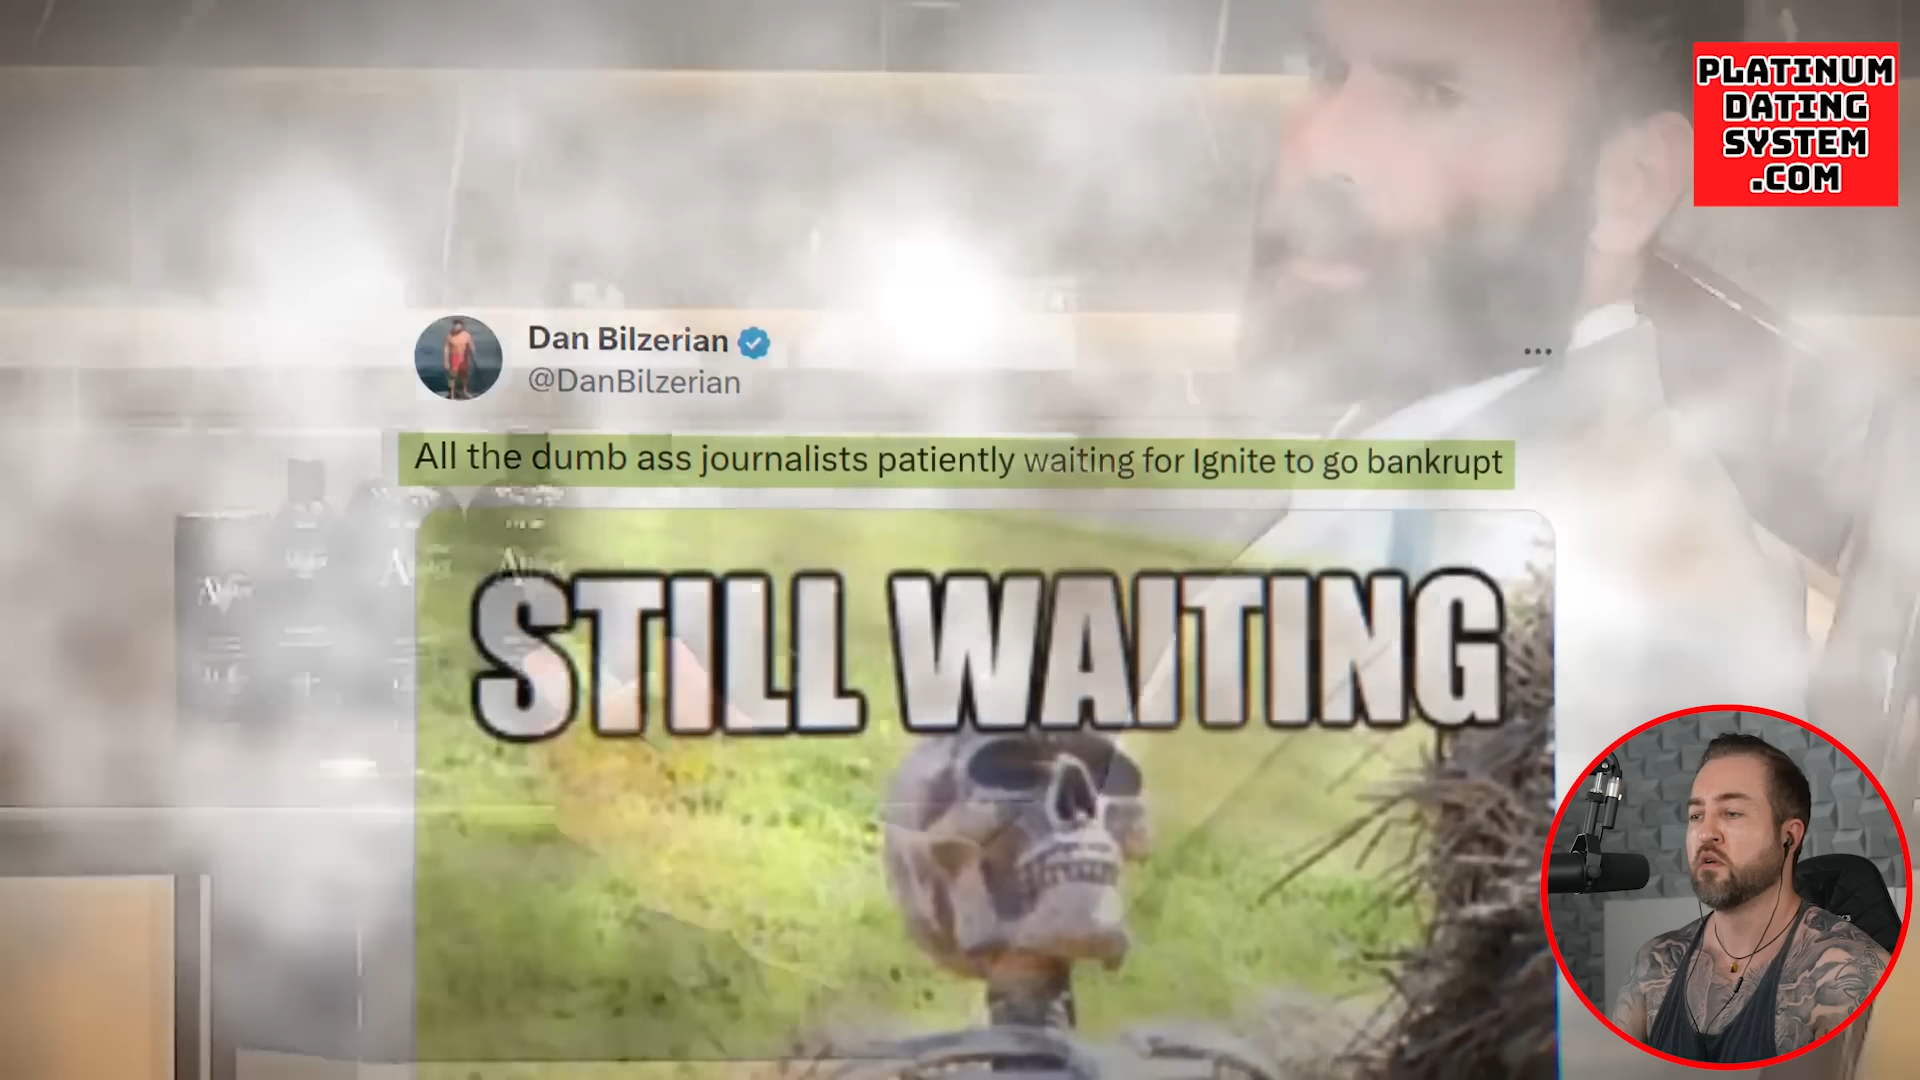 PLATINUM
DATING
SYSTEM
.COM
Dan Bilzerian
@DanBilzerian
All the dumb ass journalists patiently waiting for Ignite to go bankrupt
STILL WAITING